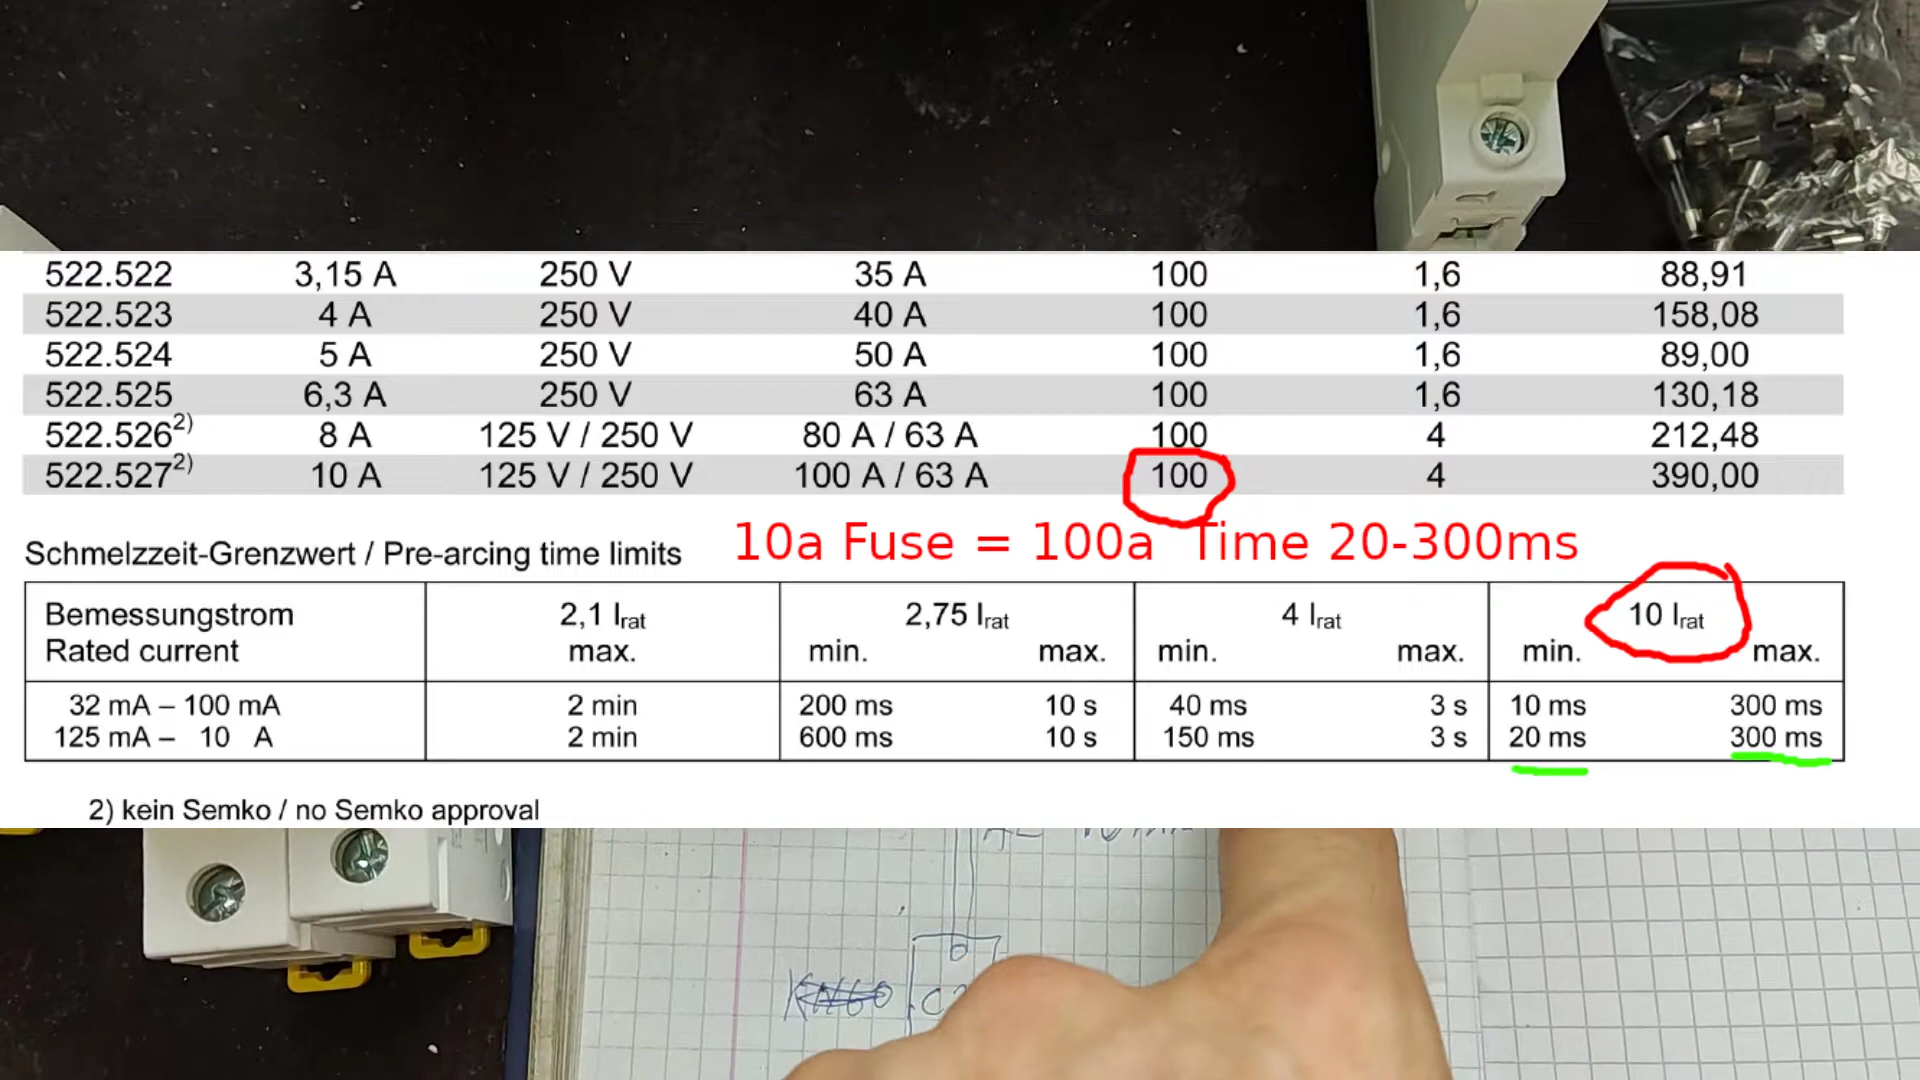 522.522 3,15 A 250 V 35 A 100 1,6 88,91
522.523 4 A 250 V 40 A 100 1,6 158,08
522.524 5 A 250 V 50 A 100 1,6 89,00
522.525 6,3 A 250 V 63 A 100 1,6 130,18
522.526 2) 8 A 125 V / 250 V 80 A / 63 A 100 4 212,48
522.527 2) 10 A 125 V / 250 V 100 A / 63 A 100 4 390,00
10a Fuse = 100a Time 20-300ms
Schmelzzeit-Grenzwert / Pre-arcing time limits
Bemessungstrom 2,1 Irat 2,75 Irat 4 Irat 10 Irat
Rated current max. min. max. min. max. min. max.
32 mA – 100 mA 2 min 200 ms 10 s 40 ms 3 s 10 ms 300 ms
125 mA – 10 A 2 min 600 ms 10 s 150 ms 3 s 20 ms 300 ms
2) kein Semko / no Semko approval